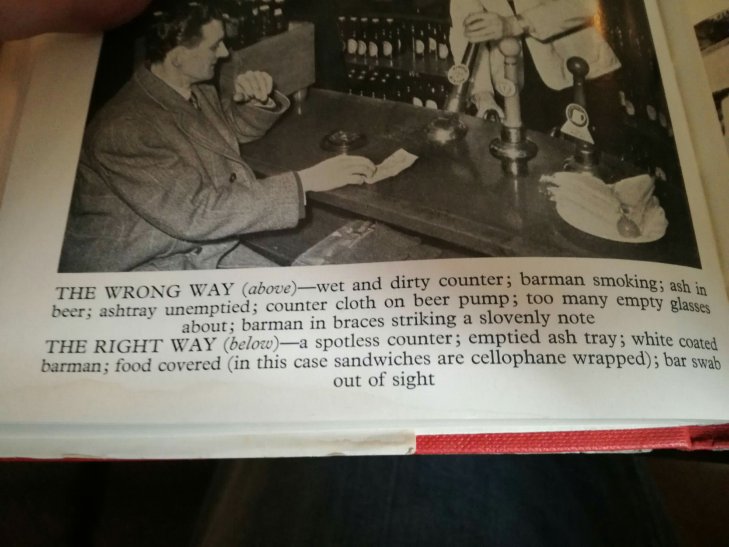 THE WRONG WAY (above)—wet and dirty counter; barman smoking; ash in
beer; ashtray unemptied; counter cloth on beer pump; too many empty glasses
about; barman in braces striking a slovenly note
THE RIGHT WAY (below)—a spotless counter; emptied ash tray; white coated
barman; food covered (in this case sandwiches are cellophane wrapped); bar swab
out of sight